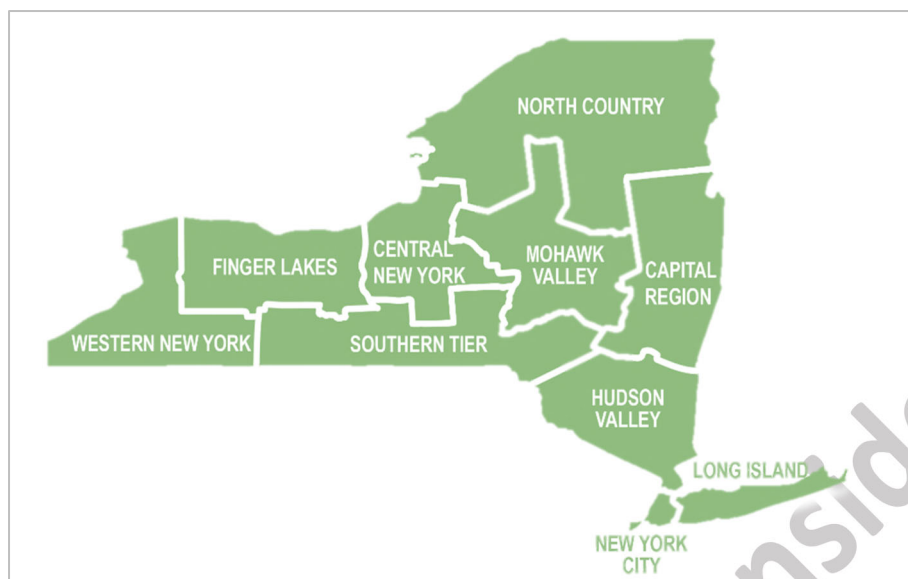 NORTH COUNTRY
FINGER LAKES
CENTRAL
NEW YORK
MOHAWK
VALLEY
CAPITAL
REGION
WESTERN NEW YORK
SOUTHERN TIER
HUDSON
VALLEY
LONG ISLAND
NEW YORK
CITY